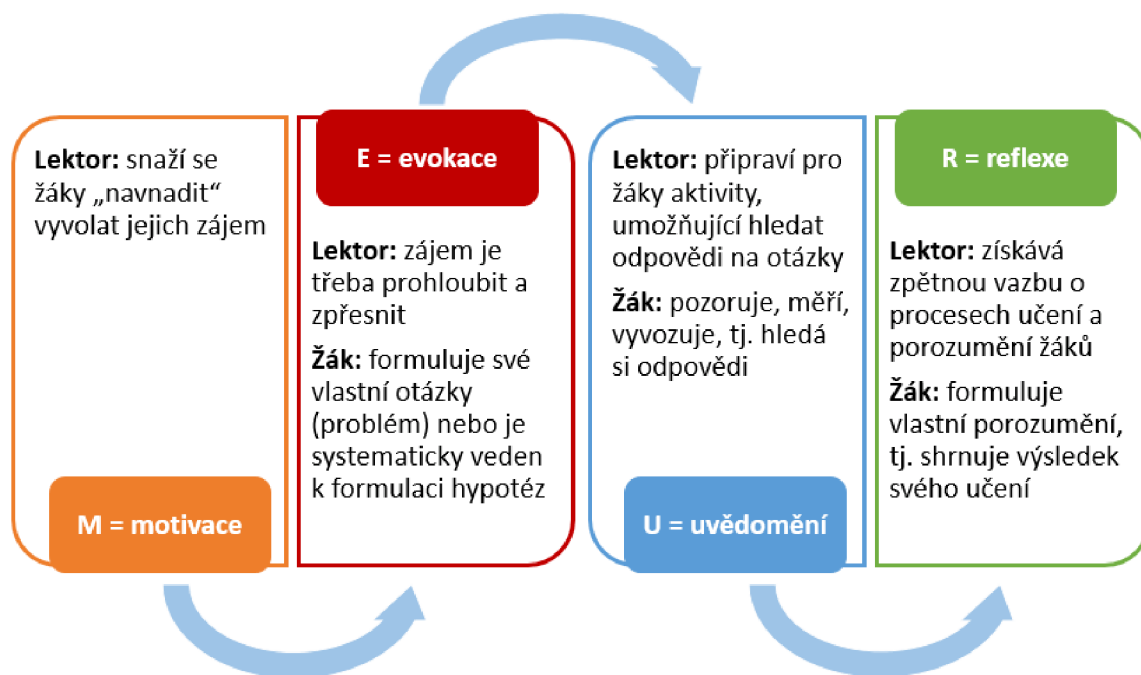 Lektor: snaží se
žáky „navnadit“
vyvolat jejich zájem
M = motivace
E = evokace
Lektor: zájem je
třeba prohloubit a
zpřesnit
Žák: formuluje své
vlastní otázky
(problém) nebo je
systematicky veden
k formulaci hypotéz
Lektor: připraví pro
žáky aktivity,
umožňující hledat
odpovědi na otázky
Žák: pozoruje, měří,
vyvozuje, tj. hledá
si odpovědi
U = uvědomění
R = reflexe
Lektor: získává
zpětnou vazbu o
procesech učení a
porozumění žáků
Žák: formuluje
vlastní porozumění,
tj. shrnuje výsledek
svého učení